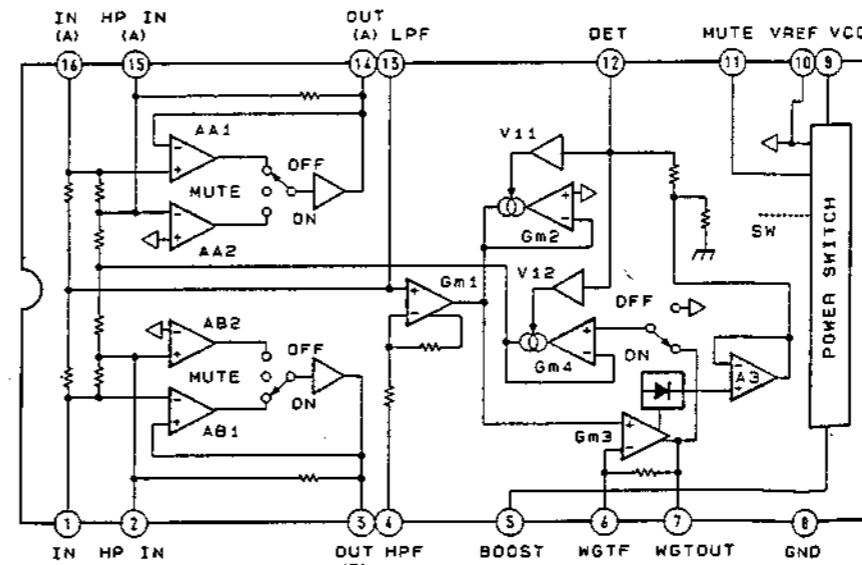 IN HP IN OUT
(A) (A) (A) LPF DET MUTE VREF VCC
16 15 14 13 12 11 10 9
AA1 V11
OFF
MUTE
ON
SW
AA2 Gm2
Gm1 V12
OFF
AB2
OFF
ON
MUTE Gm4
ON
A3
AB1 Gm3
POWER SWITCH
1 2 3 4 5 6 7 8
IN HP IN OUT HPF BOOST WGTF WGTOUT GND